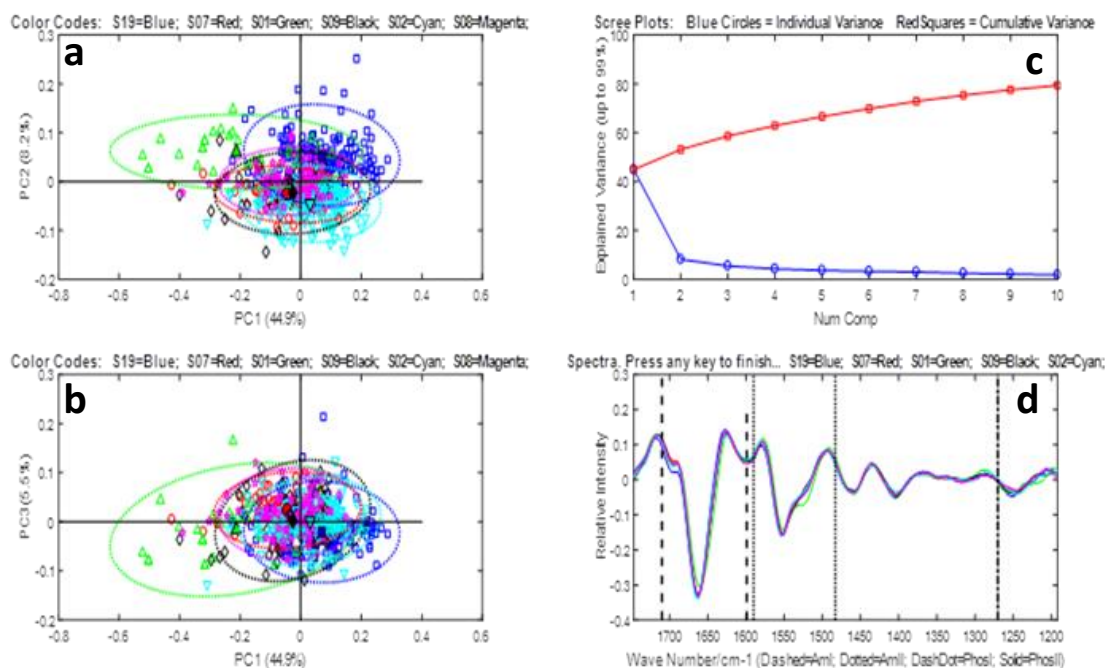 Color Codes: S19=Blue; S07=Red; S01=Green; S09=Black; S02=Cyan; S08=Magenta;
a
PC2 (8.2%)
0.3
0.2
0.1
0
-0.1
-0.2
-0.8 -0.6 -0.4 -0.2 0 0.2 0.4 0.6
PC1 (44.9%)
Scree Plots: Blue Circles = Individual Variance RedSquares = Cumulative Variance
c
Explained Variance (up to 99%)
100
80
60
40
20
0
1 2 3 4 5 6 7 8 9 10
Num Comp
Color Codes: S19=Blue; S07=Red; S01=Green; S09=Black; S02=Cyan; S08=Magenta;
b
PC3 (5.5%)
0.3
0.2
0.1
0
-0.1
-0.2
-0.8 -0.6 -0.4 -0.2 0 0.2 0.4 0.6
PC1 (44.9%)
Spectra. Press any key to finish... S19=Blue; S07=Red; S01=Green; S09=Black; S02=Cyan;
d
Relative Intensity
0.3
0.2
0.1
0
-0.1
-0.2
-0.3
-0.4
1700 1650 1600 1550 1500 1450 1400 1350 1300 1250 1200
Wave Number/cm-1 (Dashed=AmI; Dotted=AmII; DashDot=PhosI; Solid=PhosII)